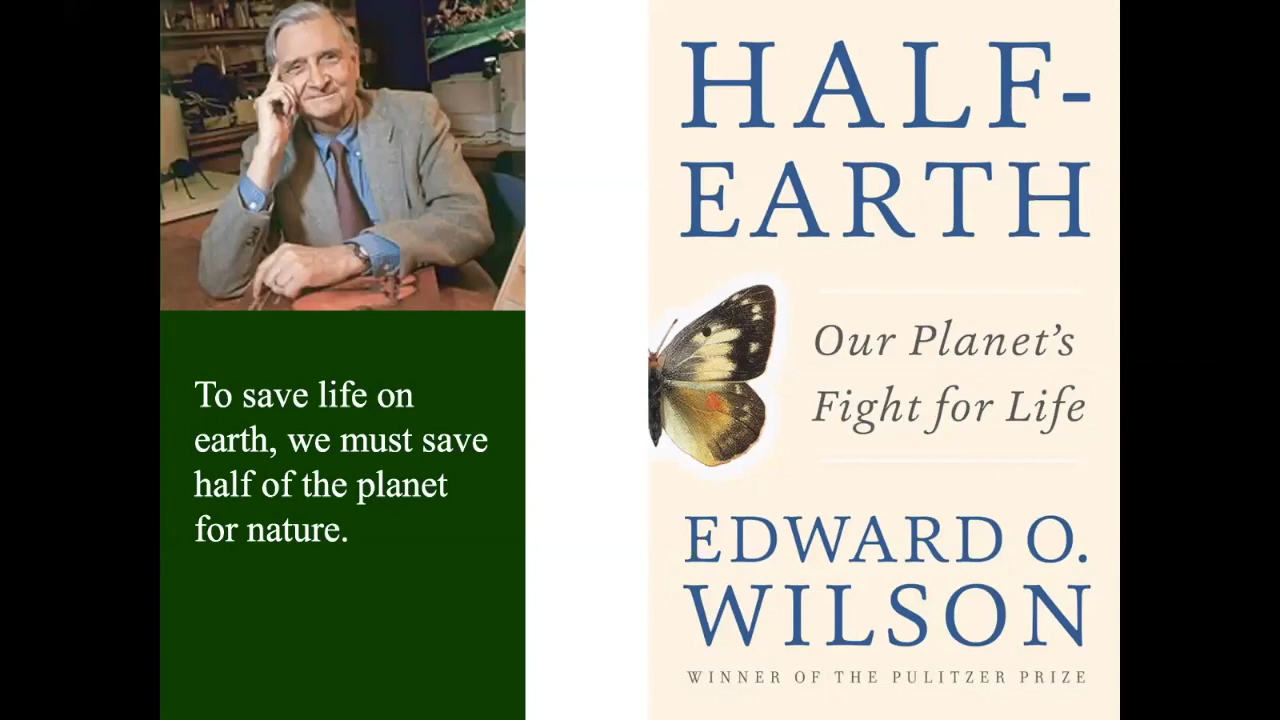 To save life on
earth, we must save
half of the planet
for nature.
HALF-
EARTH
Our Planet's
Fight for Life
EDWARD O.
WILSON
WINNER OF THE PULITZER PRIZE